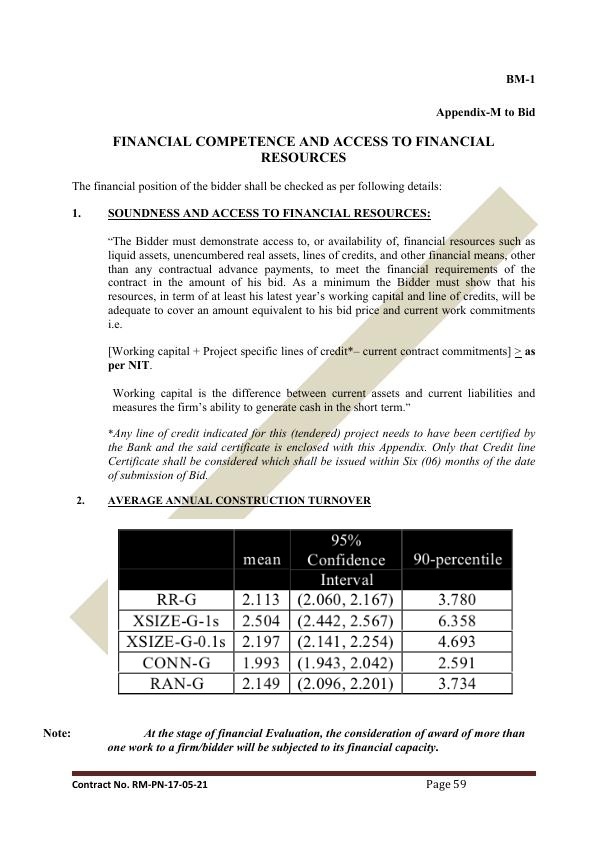 BM-1
Appendix-M to Bid
FINANCIAL COMPETENCE AND ACCESS TO FINANCIAL
RESOURCES
The financial position of the bidder shall be checked as per following details:
1. SOUNDNESS AND ACCESS TO FINANCIAL RESOURCES:
“The Bidder must demonstrate access to, or availability of, financial resources such as
liquid assets, unencumbered real assets, lines of credits, and other financial means, other
than any contractual advance payments, to meet the financial requirements of the
contract in the amount of his bid. As a minimum the Bidder must show that his
resources, in term of at least his latest year’s working capital and line of credits, will be
adequate to cover an amount equivalent to his bid price and current work commitments
i.e.
[Working capital + Project specific lines of credit*– current contract commitments] > as
per NIT.
Working capital is the difference between current assets and current liabilities and
measures the firm’s ability to generate cash in the short term.”
*Any line of credit indicated for this (tendered) project needs to have been certified by
the Bank and the said certificate is enclosed with this Appendix. Only that Credit line
Certificate shall be considered which shall be issued within Six (06) months of the date
of submission of Bid.
2. AVERAGE ANNUAL CONSTRUCTION TURNOVER
mean 95% Confidence Interval 90-percentile
RR-G 2.113 (2.060, 2.167) 3.780
XSIZE-G-1s 2.504 (2.442, 2.567) 6.358
XSIZE-G-0.1s 2.197 (2.141, 2.254) 4.693
CONN-G 1.993 (1.943, 2.042) 2.591
RAN-G 2.149 (2.096, 2.201) 3.734
Note: At the stage of financial Evaluation, the consideration of award of more than
one work to a firm/bidder will be subjected to its financial capacity.
Contract No. RM-PN-17-05-21 Page 59